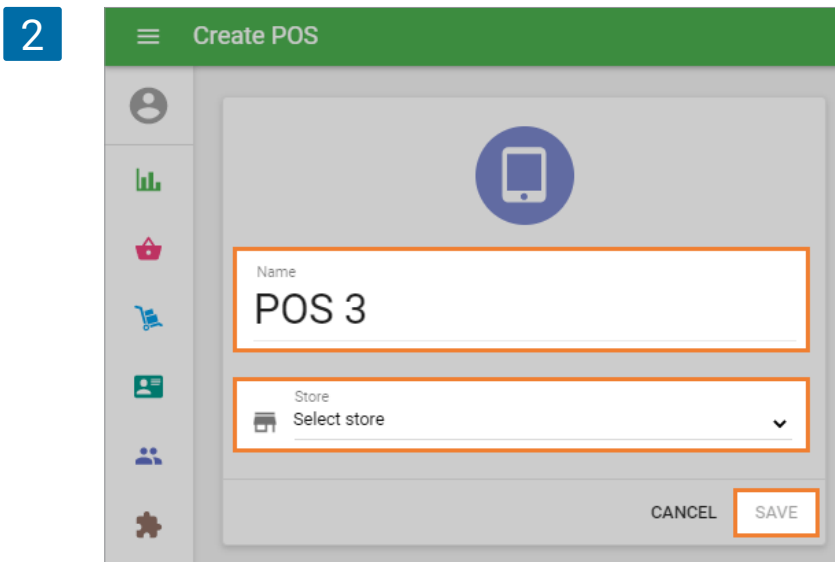 2
Create POS
Name
POS 3
Store
Select store
CANCEL SAVE